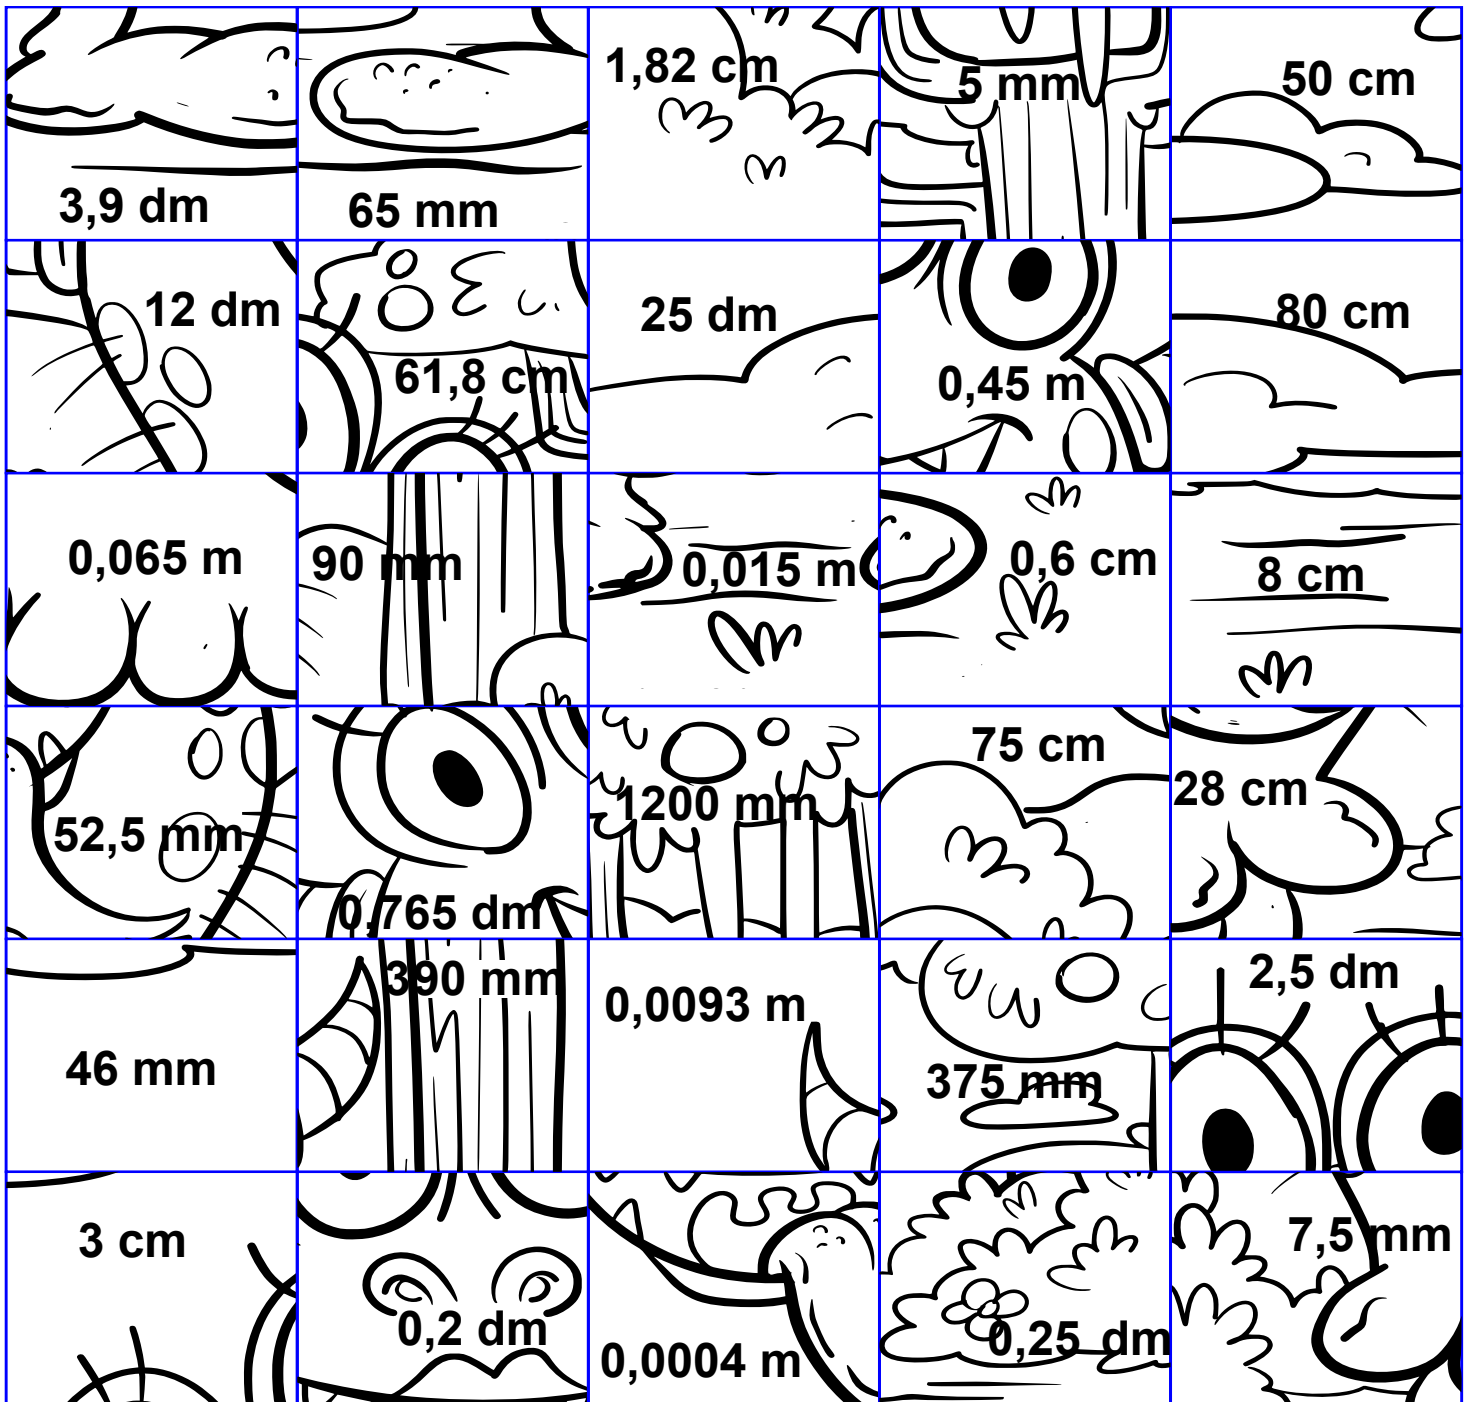 3,9 dm
65 mm
1,82 cm
5 mm
50 cm
12 dm
61,8 cm
25 dm
0,45 m
80 cm
0,065 m
90 mm
0,015 m
0,6 cm
8 cm
52,5 mm
0,765 dm
1200 mm
75 cm
28 cm
46 mm
390 mm
0,0093 m
375 mm
2,5 dm
3 cm
0,2 dm
0,0004 m
0,25 dm
7,5 mm